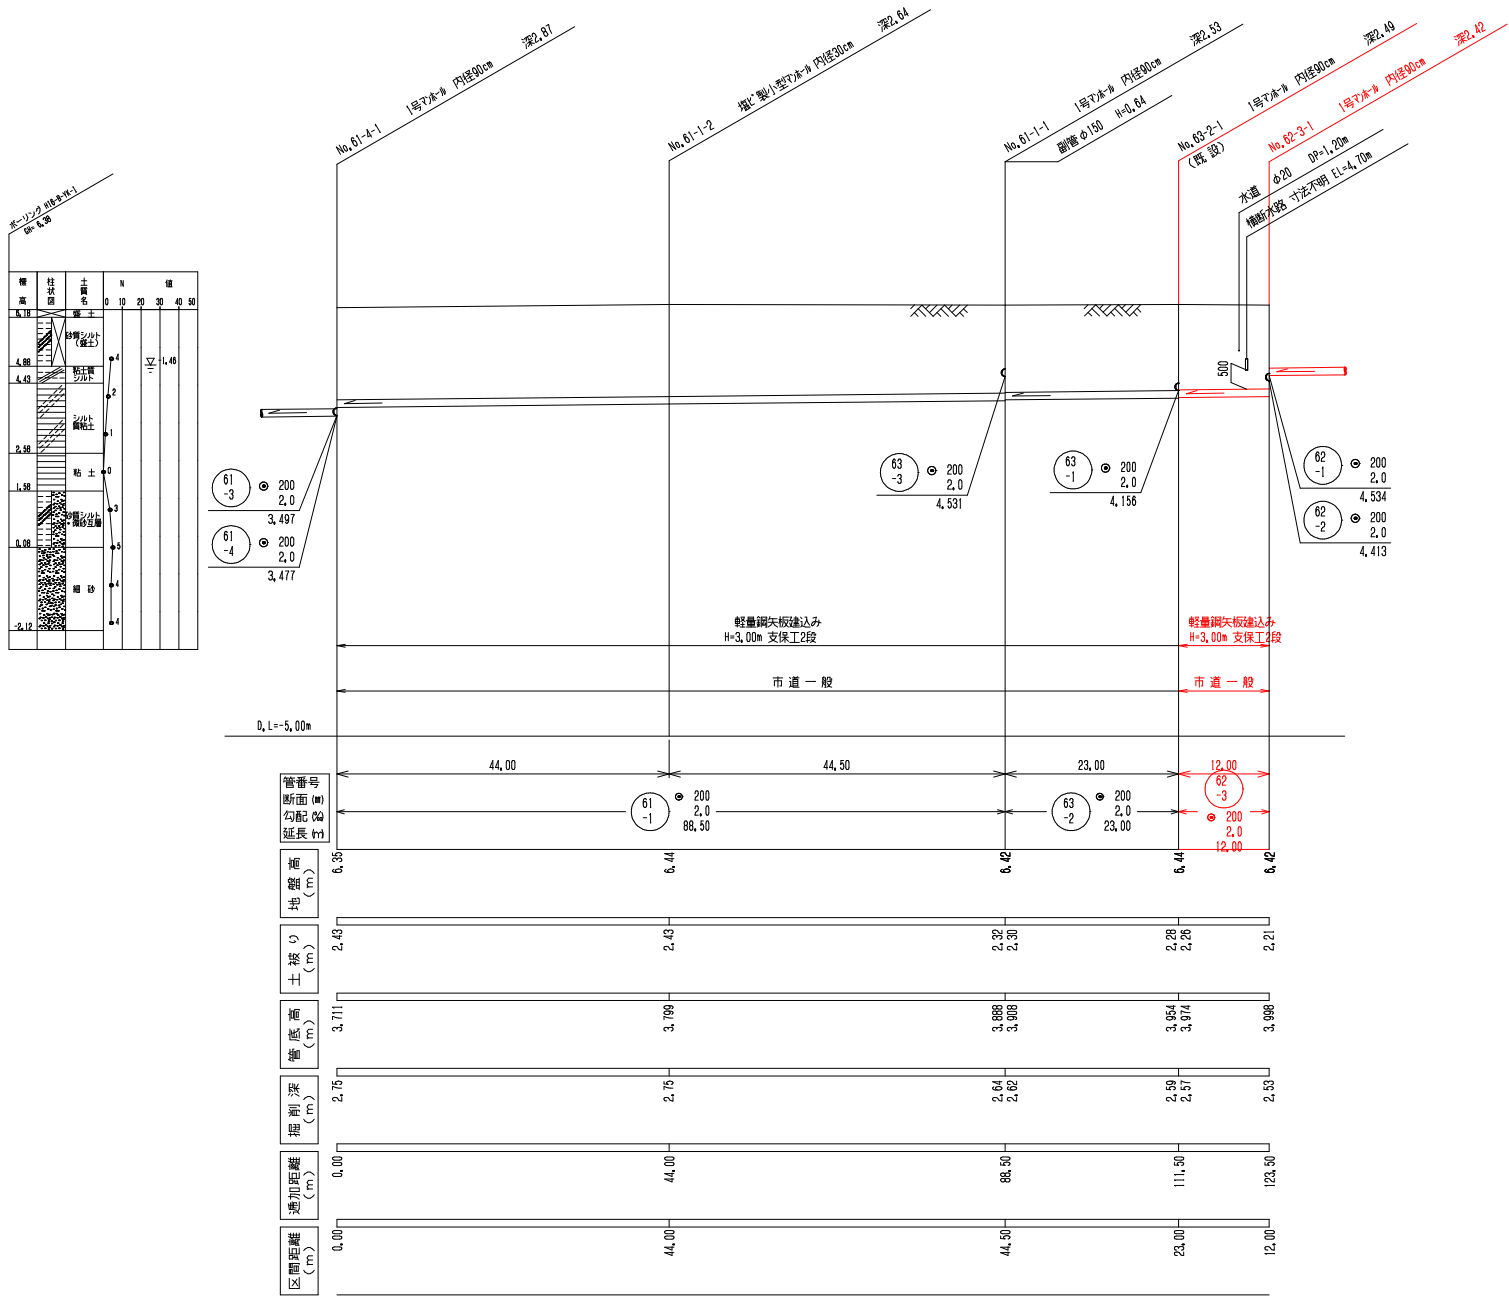 No.61-4-1 1号マンホール 内径90cm 深2.87
No.61-1-2 塩ビ製小型マンホール 内径30cm 深2.64
No.61-1-1 1号マンホール 内径90cm 深2.53
副管φ150 H=0.64
No.63-2-1 1号マンホール 内径90cm 深2.49
(既 設)
No.62-3-1 1号マンホール 内径90cm 深2.42
水道 φ20 DP=1.20m
横断水路 寸法不明 EL=4.70m
ボーリング H16-B-YK-1
GH= 6.38
標高 柱状図 土質名 N 値
0 10 20 30 40 50
6.18 盛 土
砂質シルト
(盛土)
4.88
4
-1.46
粘土質
シルト
4.43
2
シルト
質粘土
1
2.58
粘 土
0
1.58
砂質シルト
・微砂互層
3
0.08
5
細 砂
4
4
-2.12
500
61
-3
200
2.0
3.497
61
-4
200
2.0
3.477
63
-3
200
2.0
4.531
63
-1
200
2.0
4.156
62
-1
200
2.0
4.534
62
-2
200
2.0
4.413
軽量鋼矢板建込み
H=3.00m 支保工2段
軽量鋼矢板建込み
H=3.00m 支保工2段
市 道 一 般
市 道 一 般
D.L=-5.00m
44.00 44.50 23.00 12.00
管番号
断面 (㎜)
勾配 (‰)
延長 (m)
61
-1
200
2.0
88.50
63
-2
200
2.0
23.00
62
-3
200
2.0
12.00
地 盤 高 (m) 6.35 6.44 6.42 6.44 6.42
土 被 り (m) 2.43 2.43 2.32 2.30 2.28 2.26 2.21
管 底 高 (m) 3.711 3.799 3.888 3.908 3.954 3.974 3.998
掘 削 深 (m) 2.75 2.75 2.64 2.62 2.59 2.57 2.53
逓加距離 (m) 0.00 44.00 88.50 111.50 123.50
区間距離 (m) 0.00 44.00 44.50 23.00 12.00